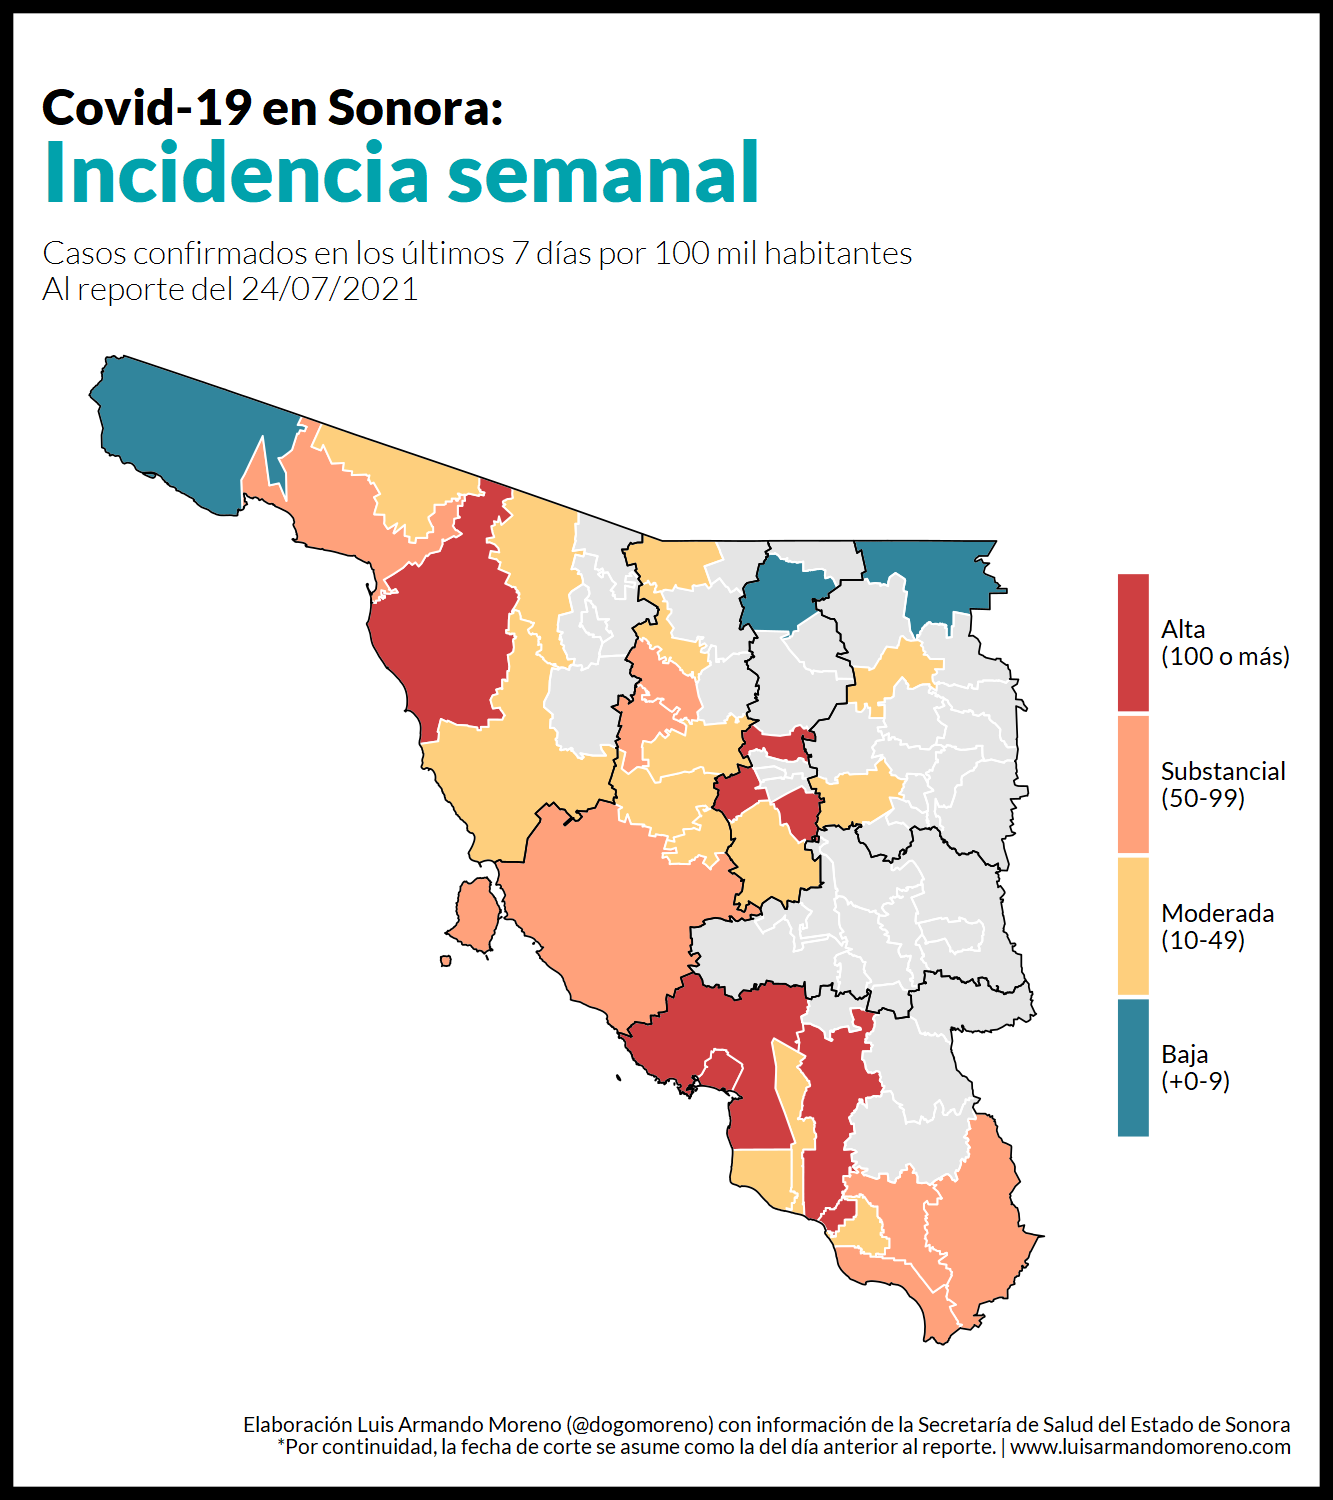 Covid-19 en Sonora:
Incidencia semanal
Casos confirmados en los últimos 7 días por 100 mil habitantes
Al reporte del 24/07/2021
Alta
(100 o más)
Substancial
(50-99)
Moderada
(10-49)
Baja
(+0-9)
Elaboración Luis Armando Moreno (@dogomoreno) con información de la Secretaría de Salud del Estado de Sonora
*Por continuidad, la fecha de corte se asume como la del día anterior al reporte. | www.luisarmandomoreno.com